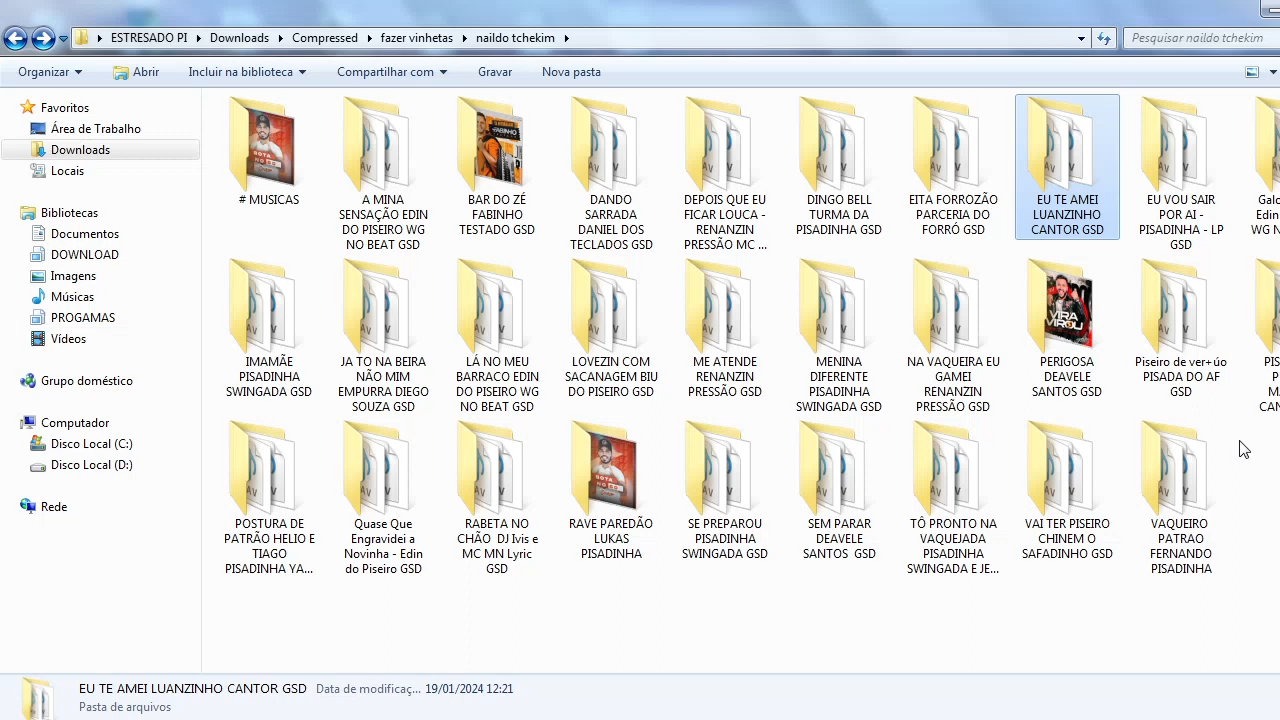 ESTRESADO PI
Downloads
Compressed
fazer vinhetas
naildo tchekim
Pesquisar naildo tchekim
Organizar
Abrir
Incluir na biblioteca
Compartilhar com
Gravar
Nova pasta
Favoritos
Área de Trabalho
Downloads
Locais
Bibliotecas
Documentos
DOWNLOAD
Imagens
Músicas
PROGAMAS
Vídeos
Grupo doméstico
Computador
Disco Local (C:)
Disco Local (D:)
Rede
# MUSICAS
A MINA
SENSAÇÃO EDIN
DO PISEIRO WG
NO BEAT GSD
BAR DO ZÉ
FABINHO
TESTADO GSD
DANDO
SARRADA
DANIEL DOS
TECLADOS GSD
DEPOIS QUE EU
FICAR LOUCA -
RENANZIN
PRESSÃO MC ...
DINGO BELL
TURMA DA
PISADINHA GSD
EITA FORROZÃO
PARCERIA DO
FORRÓ GSD
EU TE AMEI
LUANZINHO
CANTOR GSD
EU VOU SAIR
POR AI -
PISADINHA - LP
GSD
IMAMÃE
PISADINHA
SWINGADA GSD
JA TO NA BEIRA
NÃO MIM
EMPURRA DIEGO
SOUZA GSD
LÁ NO MEU
BARRACO EDIN
DO PISEIRO WG
NO BEAT GSD
LOVEZIN COM
SACANAGEM BIU
DO PISEIRO GSD
ME ATENDE
RENANZIN
PRESSÃO GSD
MENINA
DIFERENTE
PISADINHA
SWINGADA GSD
NA VAQUEIRA EU
GAMEI
RENANZIN
PRESSÃO GSD
VIRA
VIROU
PERIGOSA
DEAVELE
SANTOS GSD
Piseiro de ver+úo
PISADA DO AF
GSD
POSTURA DE
PATRÃO HELIO E
TIAGO
PISADINHA YA...
Quase Que
Engravidei a
Novinha - Edin
do Piseiro GSD
RABETA NO
CHÃO DJ Ivis e
MC MN Lyric
GSD
RAVE PAREDÃO
LUKAS
PISADINHA
SE PREPAROU
PISADINHA
SWINGADA GSD
SEM PARAR
DEAVELE
SANTOS GSD
TÔ PRONTO NA
VAQUEJADA
PISADINHA
SWINGADA E JE...
VAI TER PISEIRO
CHINEM O
SAFADINHO GSD
VAQUEIRO
PATRAO
FERNANDO
PISADINHA
EU TE AMEI LUANZINHO CANTOR GSD
Data de modificaç... 19/01/2024 12:21
Pasta de arquivos